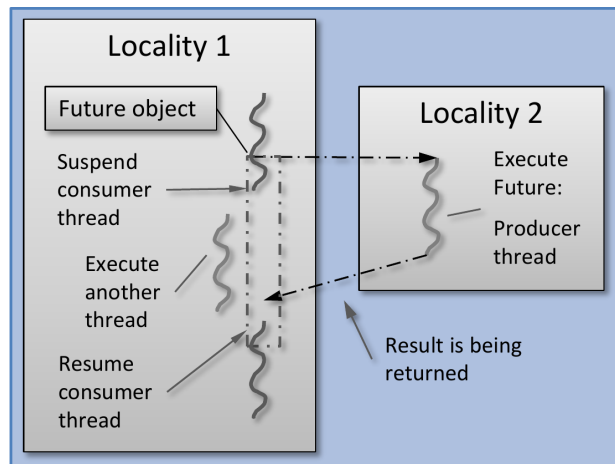 Locality 1
Future object
Suspend
consumer
thread
Execute
another
thread
Resume
consumer
thread
Locality 2
Execute
Future:
Producer
thread
Result is being
returned